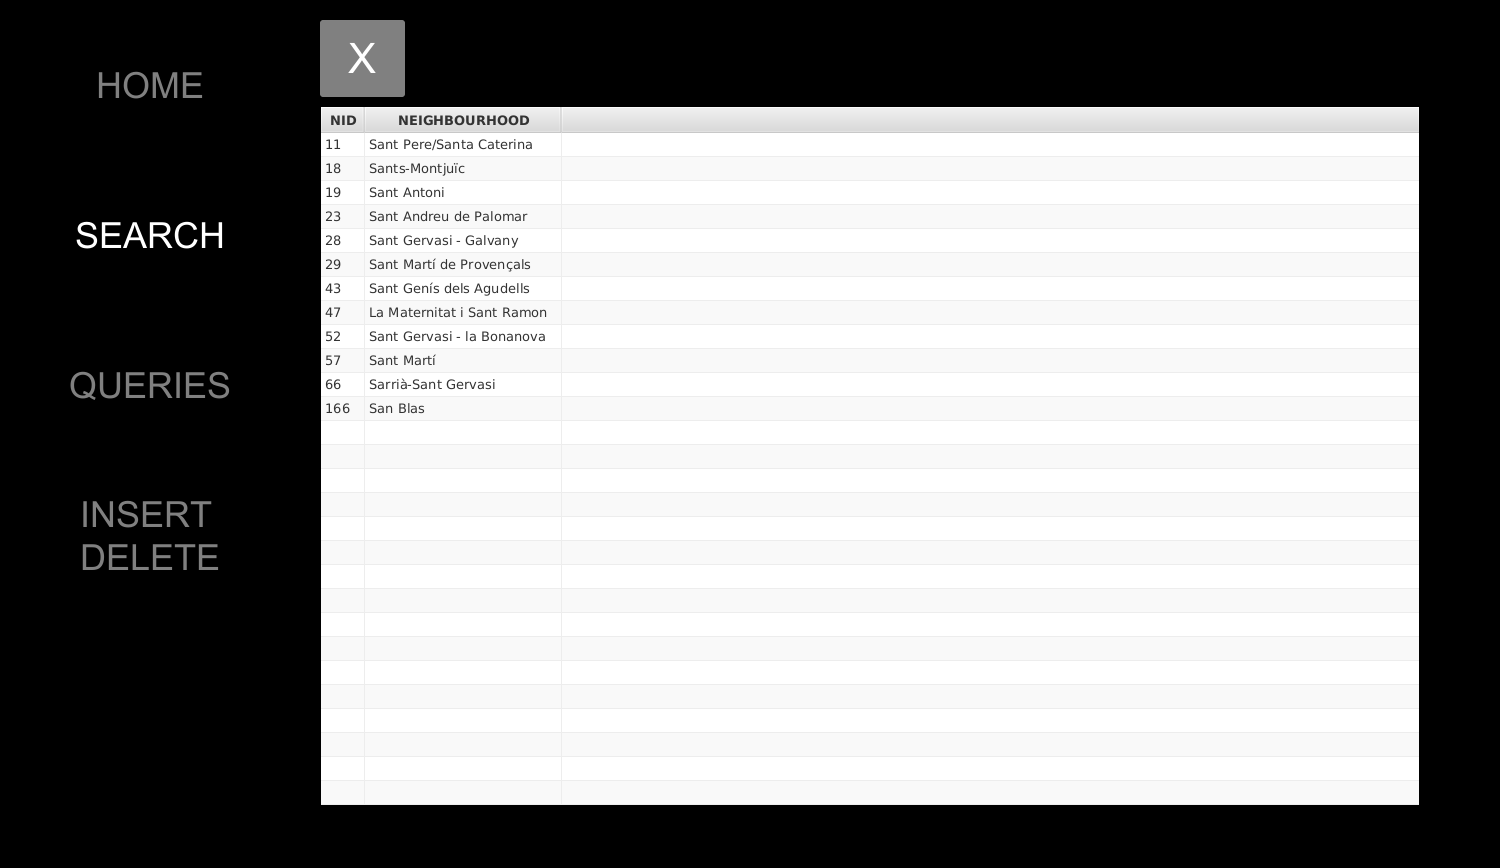 HOME
SEARCH
QUERIES
INSERT
DELETE
X
NID NEIGHBOURHOOD
11 Sant Pere/Santa Caterina
18 Sants-Montjuïc
19 Sant Antoni
23 Sant Andreu de Palomar
28 Sant Gervasi - Galvany
29 Sant Martí de Provençals
43 Sant Genís dels Agudells
47 La Maternitat i Sant Ramon
52 Sant Gervasi - la Bonanova
57 Sant Martí
66 Sarrià-Sant Gervasi
166 San Blas